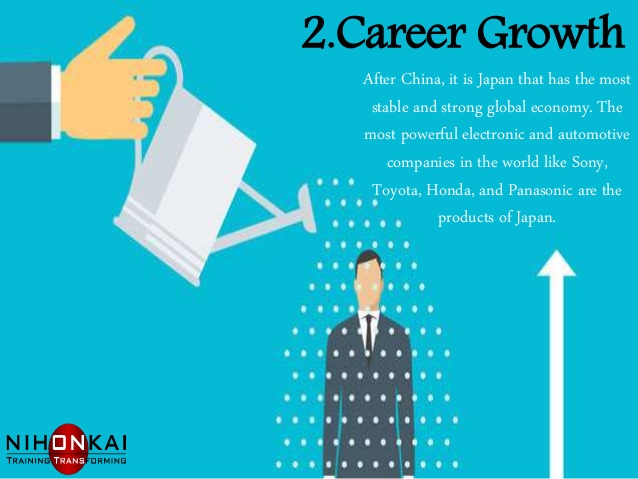 2.Career Growth
After China, it is Japan that has the most
stable and strong global economy. The
most powerful electronic and automotive
companies in the world like Sony,
Toyota, Honda, and Panasonic are the
products of Japan.
NIHONKAI
TRAINING TRANSFORMING